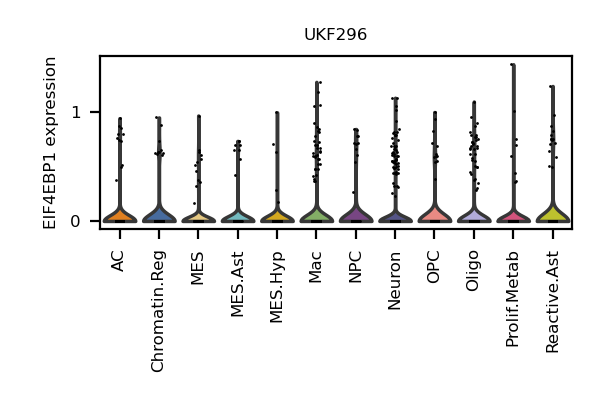 UKF296
EIF4EBP1 expression
1
0
AC
Chromatin.Reg
MES
MES.Ast
MES.Hyp
Mac
NPC
Neuron
OPC
Oligo
Prolif.Metab
Reactive.Ast